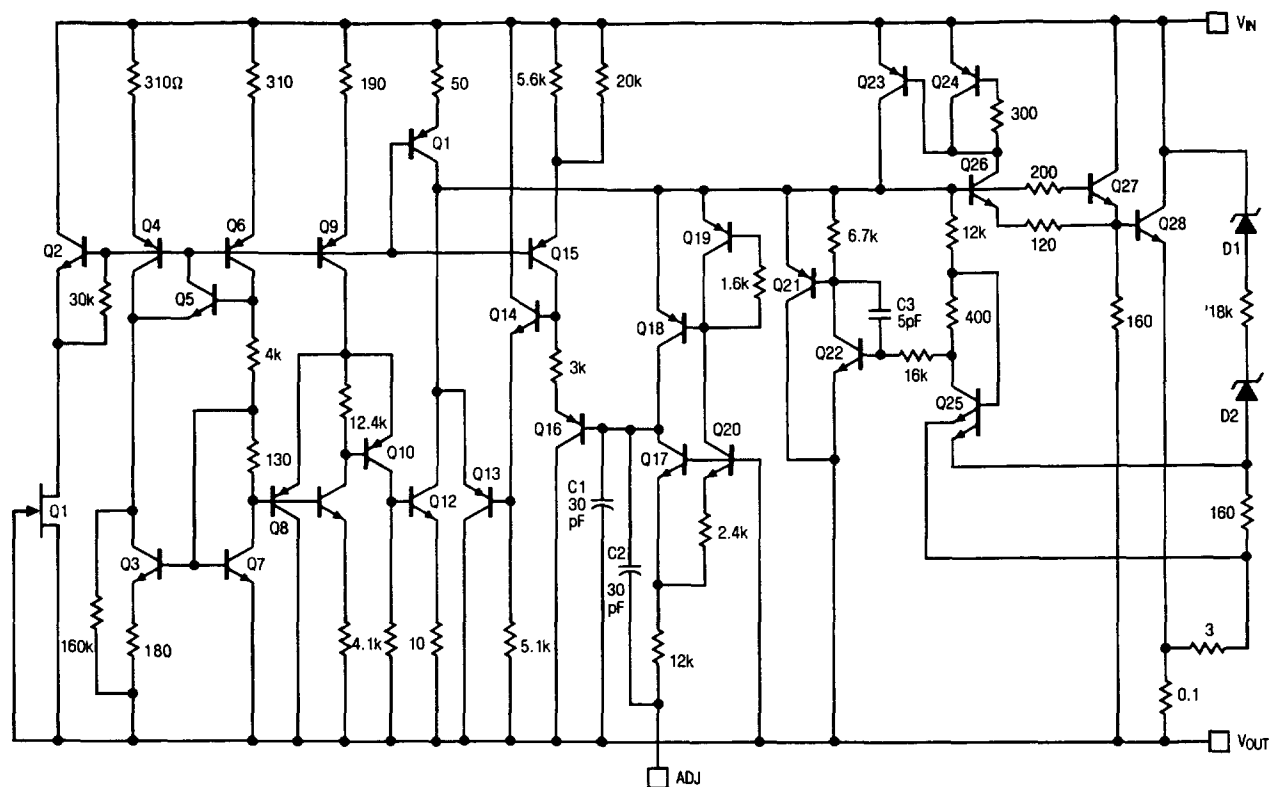 VIN
310Ω
310
190
50
5.6k
20k
Q23
Q24
300
Q1
Q26
200
Q27
Q2
Q4
Q6
Q9
Q15
Q19
6.7k
12k
120
Q28
D1
30k
Q5
Q14
1.6k
Q21
C3
5pF
400
'18k
4k
Q18
Q22
16k
160
3k
12.4k
Q25
D2
Q10
Q16
Q17
Q20
130
Q1
Q8
Q12
Q13
C1
30
pF
160
Q3
Q7
C2
30
pF
2.4k
160k
180
4.1k
10
5.1k
12k
3
0.1
VOUT
ADJ